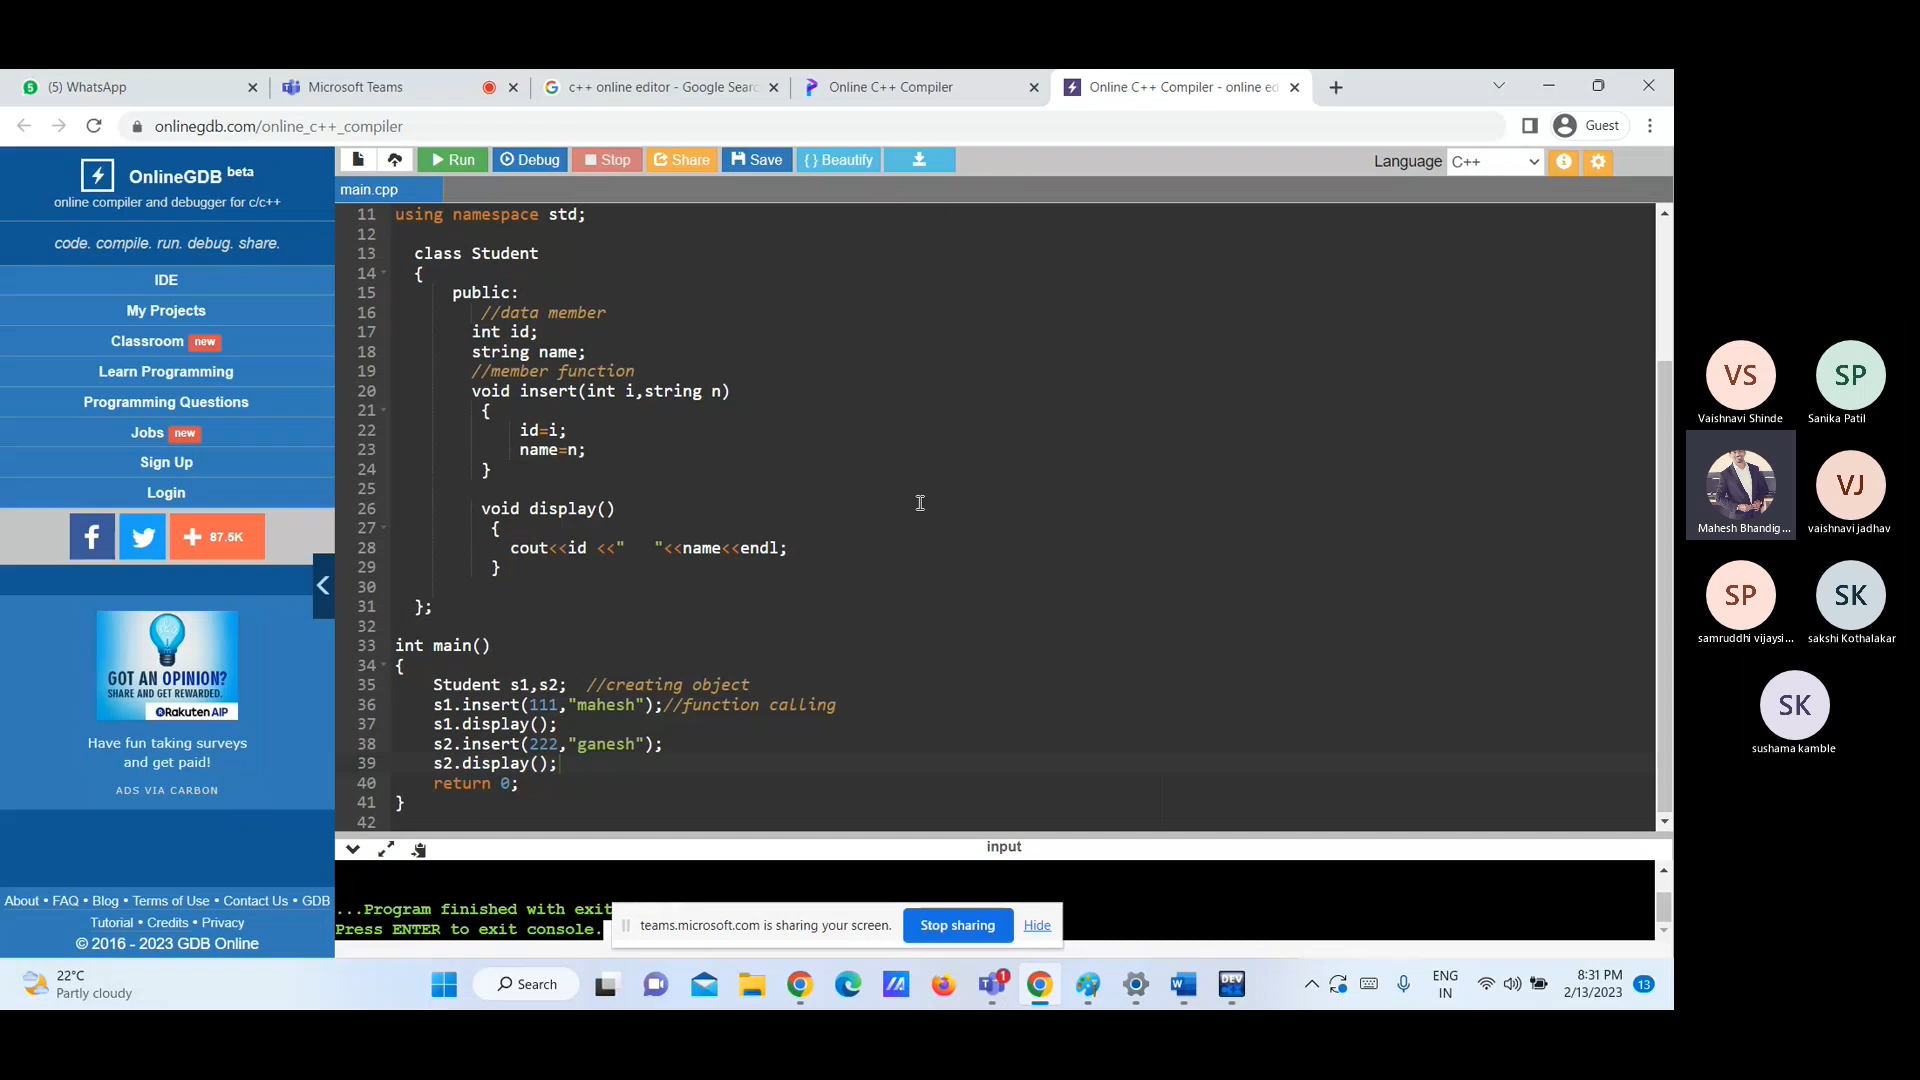 (5) WhatsApp
Microsoft Teams
c++ online editor - Google Searc
Online C++ Compiler
Online C++ Compiler - online ed
onlinegdb.com/online_c++_compiler
Guest
OnlineGDB beta
online compiler and debugger for c/c++
code. compile. run. debug. share.
IDE
My Projects
Classroom new
Learn Programming
Programming Questions
Jobs new
Sign Up
Login
87.5K
GOT AN OPINION?
SHARE AND GET REWARDED.
Rakuten AIP
Have fun taking surveys
and get paid!
ADS VIA CARBON
About • FAQ • Blog • Terms of Use • Contact Us • GDB
Tutorial • Credits • Privacy
© 2016 - 2023 GDB Online
Run
Debug
Stop
Share
Save
{ } Beautify
Language C++
main.cpp
11 using namespace std;
12
13 class Student
14 {
15 public:
16 //data member
17 int id;
18 string name;
19 //member function
20 void insert(int i,string n)
21 {
22 id=i;
23 name=n;
24 }
25
26 void display()
27 {
28 cout<<id <<"   "<<name<<endl;
29 }
30
31 };
32
33 int main()
34 {
35 Student s1,s2;  //creating object
36 s1.insert(111,"mahesh");//function calling
37 s1.display();
38 s2.insert(222,"ganesh");
39 s2.display();
40 return 0;
41 }
42
input
...Program finished with exit
Press ENTER to exit console.
teams.microsoft.com is sharing your screen.
Stop sharing
Hide
22°C
Partly cloudy
Search
1
DEV
ENG
IN
8:31 PM
2/13/2023
13
VS
Vaishnavi Shinde
SP
Sanika Patil
Mahesh Bhandig...
VJ
vaishnavi jadhav
SP
samruddhi vijaysi...
SK
sakshi Kothalakar
SK
sushama kamble